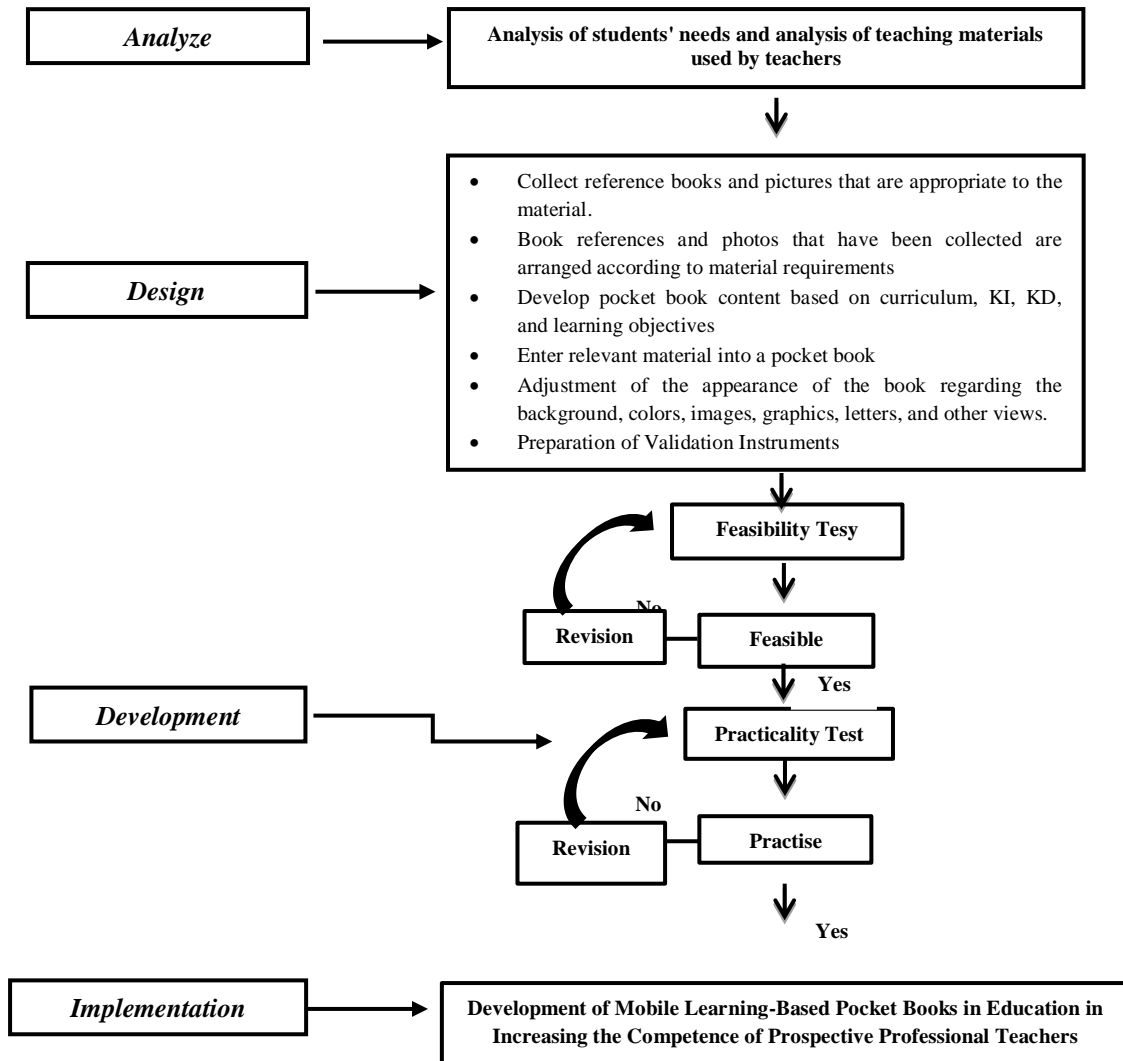 Analyze
Analysis of students' needs and analysis of teaching materials
used by teachers
• Collect reference books and pictures that are appropriate to the
material.
• Book references and photos that have been collected are
arranged according to material requirements
Design
• Develop pocket book content based on curriculum, KI, KD,
and learning objectives
• Enter relevant material into a pocket book
• Adjustment of the appearance of the book regarding the
background, colors, images, graphics, letters, and other views.
• Preparation of Validation Instruments
Feasibility Tesy
No
Revision
Feasible
Yes
Development
Practicality Test
No
Revision
Practise
Yes
Implementation
Development of Mobile Learning-Based Pocket Books in Education in
Increasing the Competence of Prospective Professional Teachers